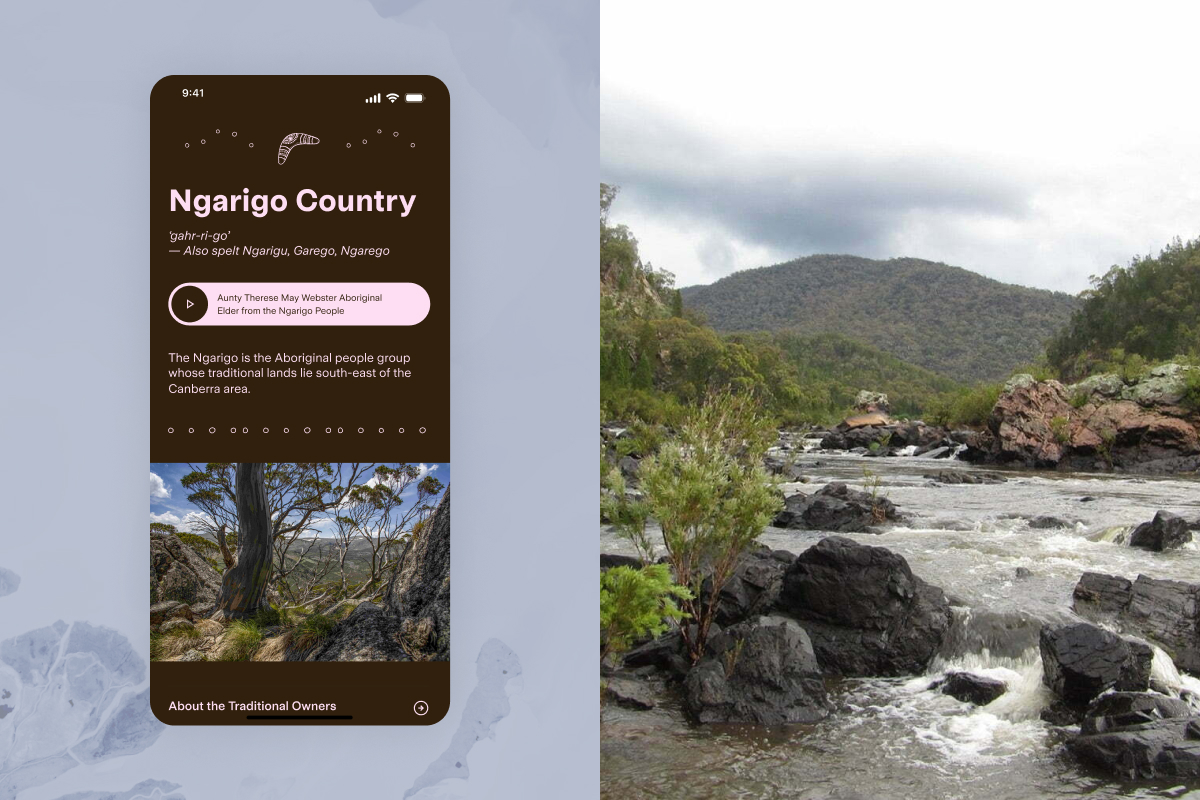 9:41
Ngarigo Country
‘gahr-ri-go’
— Also spelt Ngarigu, Garego, Ngarego
Aunty Therese May Webster Aboriginal
Elder from the Ngarigo People
The Ngarigo is the Aboriginal people group
whose traditional lands lie south-east of the
Canberra area.
About the Traditional Owners